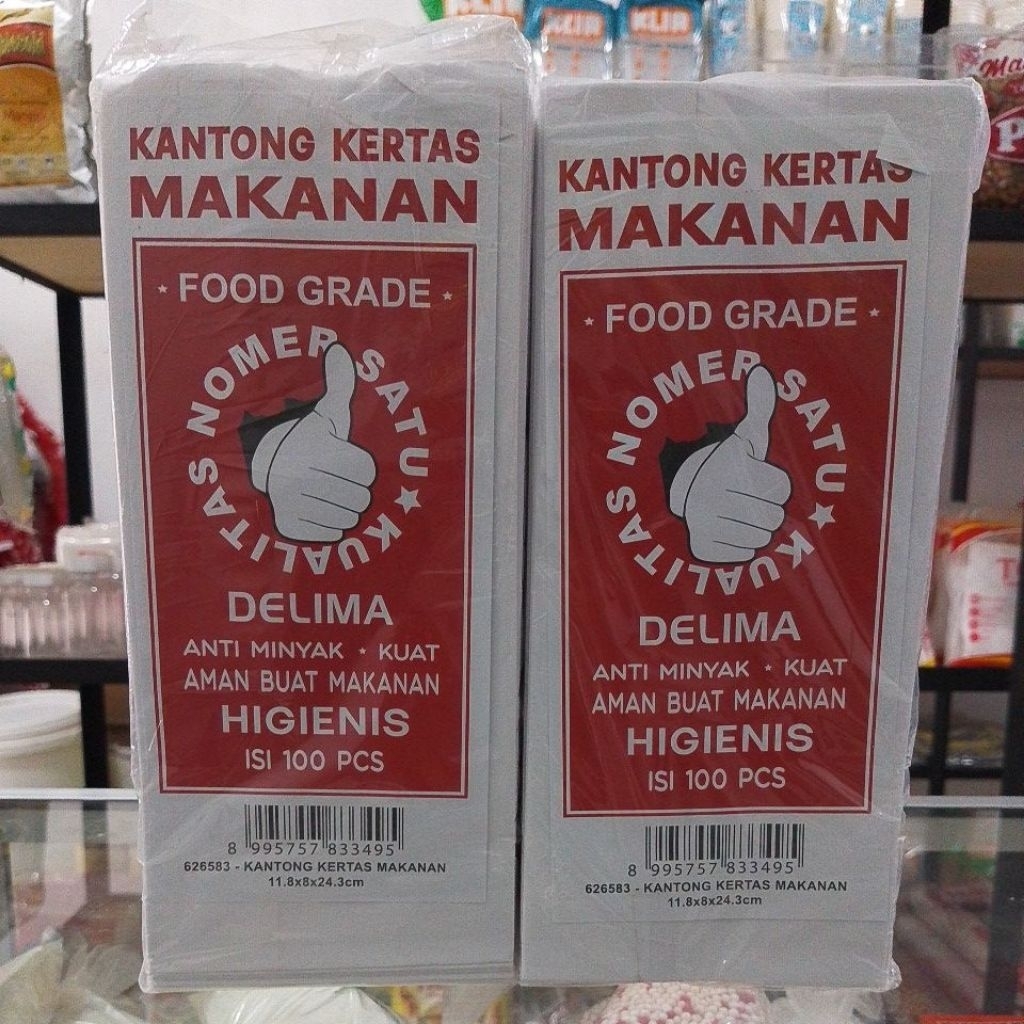 KLIR
KLIR
KANTONG KERTAS
MAKANAN
FOOD GRADE
KUALITAS NOMER SATU
DELIMA
ANTI MINYAK ★ KUAT
AMAN BUAT MAKANAN
HIGIENIS
ISI 100 PCS
8 995757 833495
626583 - KANTONG KERTAS MAKANAN
11.8x8x24.3cm
KANTONG KERTAS
MAKANAN
FOOD GRADE
KUALITAS NOMER SATU
DELIMA
ANTI MINYAK ★ KUAT
AMAN BUAT MAKANAN
HIGIENIS
ISI 100 PCS
8 995757 833495
626583 - KANTONG KERTAS MAKANAN
11.8x8x24.3cm